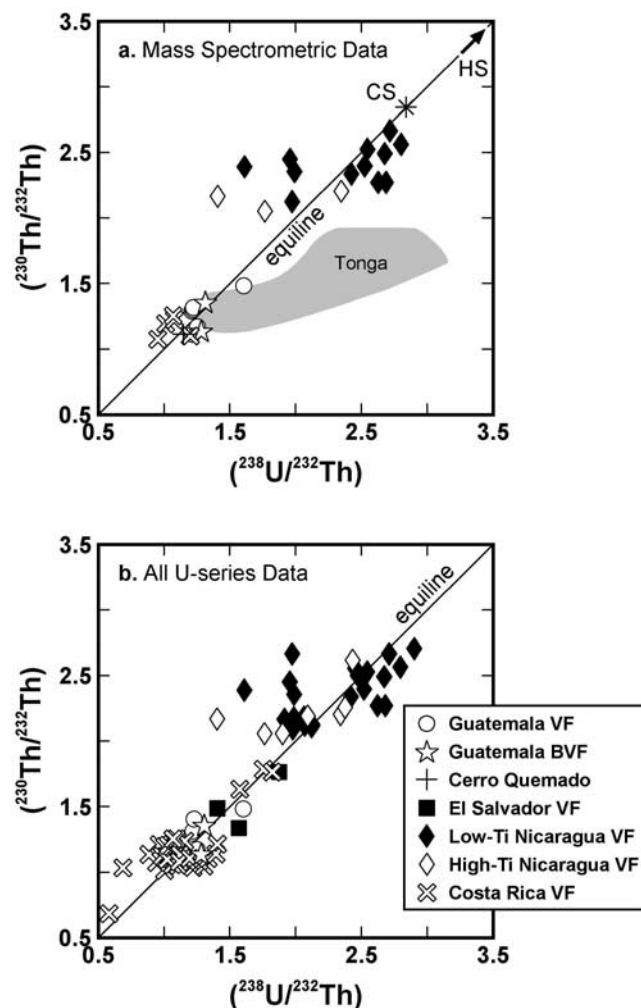 3.5
a. Mass Spectrometric Data
HS
CS
2.5
(²³⁰Th/²³²Th)
equiline
Tonga
1.5
0.5
0.5 1.5 2.5 3.5
(²³⁸U/²³²Th)
3.5
b. All U-series Data
equiline
2.5
(²³⁰Th/²³²Th)
Guatemala VF
Guatemala BVF
Cerro Quemado
El Salvador VF
Low-Ti Nicaragua VF
High-Ti Nicaragua VF
Costa Rica VF
1.5
0.5
0.5 1.5 2.5 3.5
(²³⁸U/²³²Th)